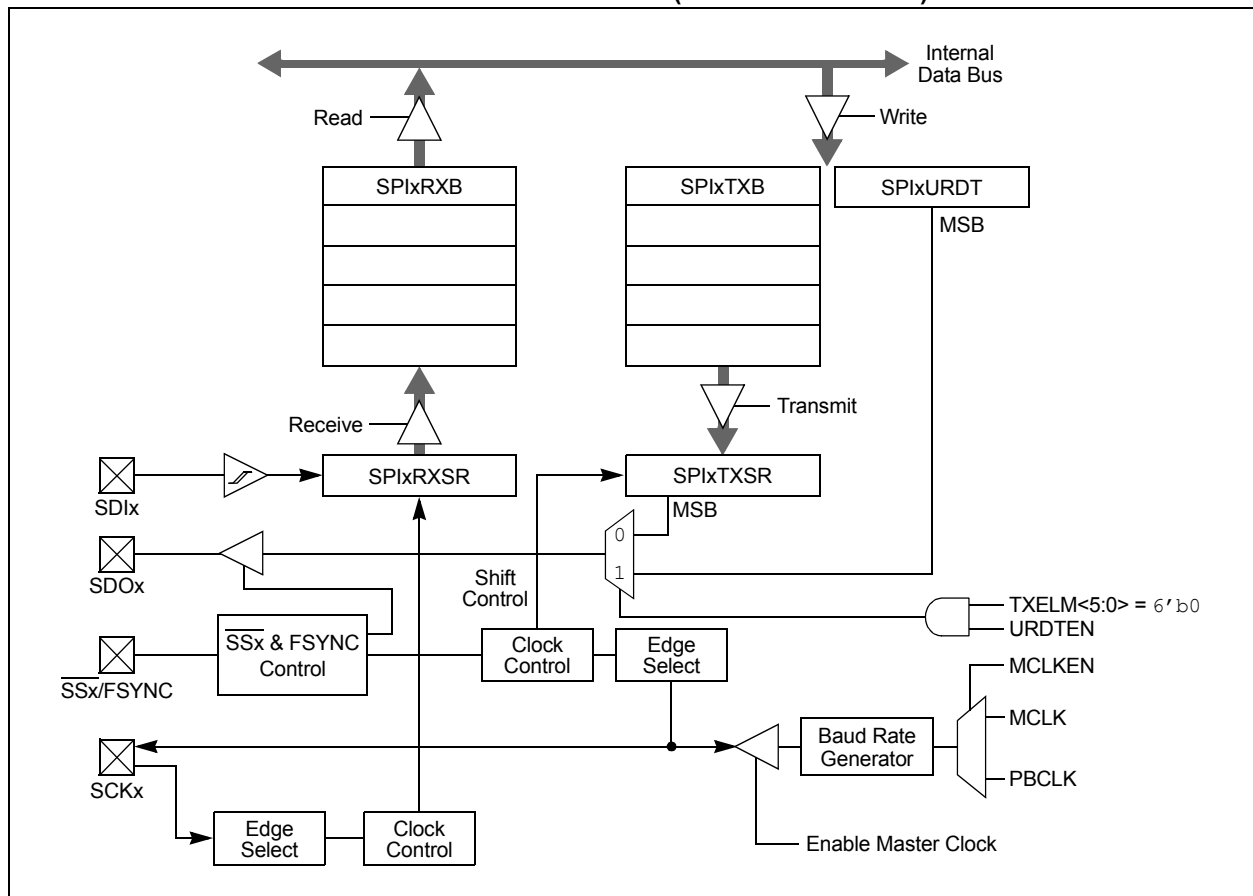 Internal
Data Bus
Read
Write
SPIxRXB
SPIxTXB
SPIxURDT
MSB
Receive
Transmit
SPIxRXSR
SPIxTXSR
SDIx
MSB
0
1
SDOx
Shift
Control
TXELM<5:0> = 6'b0
URDTEN
SSx & FSYNC
Control
Clock
Control
Edge
Select
SSx/FSYNC
MCLKEN
MCLK
Baud Rate
Generator
PBCLK
SCKx
Edge
Select
Clock
Control
Enable Master Clock